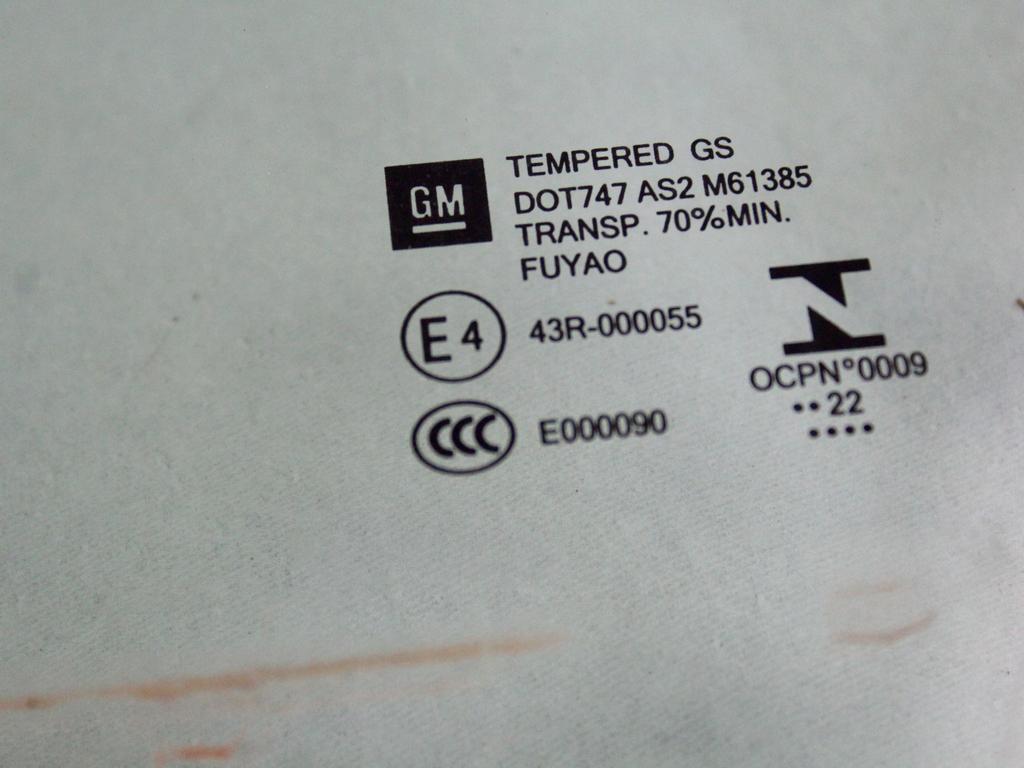 GM
TEMPERED GS
DOT747 AS2 M61385
TRANSP. 70%MIN.
FUYAO
E4
43R-000055
CCC
E000090
OCPN°0009
••22
••••